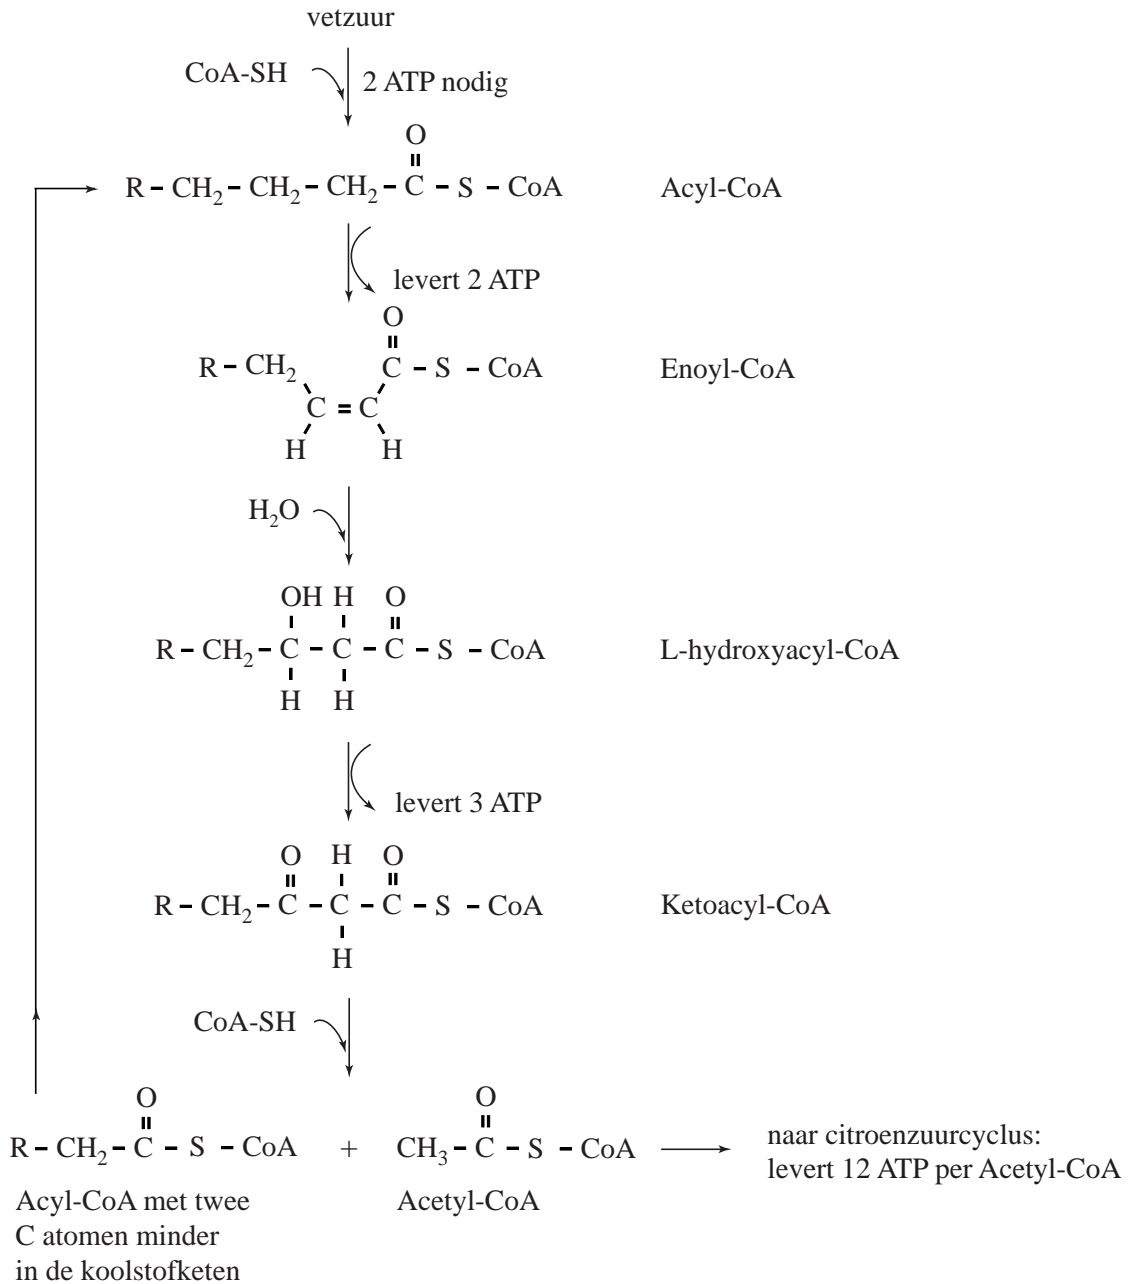 vetzuur
CoA-SH
2 ATP nodig
O
R – CH₂ – CH₂ – CH₂ – C – S – CoA
Acyl-CoA
levert 2 ATP
O
R – CH₂ C – S – CoA
Enoyl-CoA
C = C
H H
H₂O
OH H O
R – CH₂ – C – C – C – S – CoA
L-hydroxyacyl-CoA
H H
levert 3 ATP
O H O
R – CH₂ – C – C – C – S – CoA
Ketoacyl-CoA
H
CoA-SH
O O
R – CH₂ – C – S – CoA + CH₃ – C – S – CoA
naar citroenzuurcyclus:
levert 12 ATP per Acetyl-CoA
Acyl-CoA met twee
C atomen minder
in de koolstofketen
Acetyl-CoA